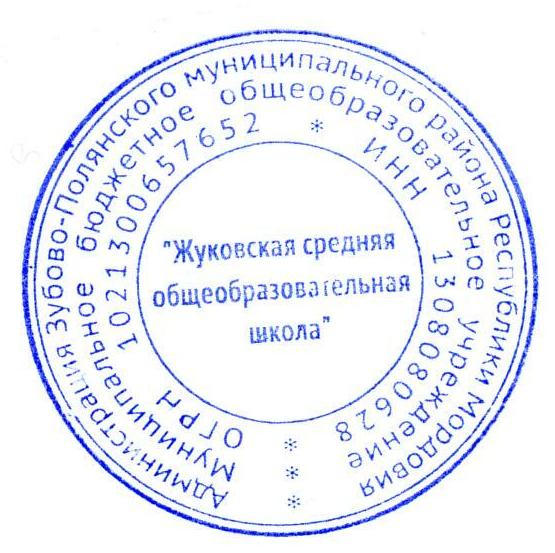 Администрация Зубово-Полянского муниципального района Республики Мордовия
Муниципальное бюджетное общеобразовательное учреждение
ОГРН 1021300657652 * ИНН 1308080628
* * *
"Жуковская средняя
общеобразовательная
школа"